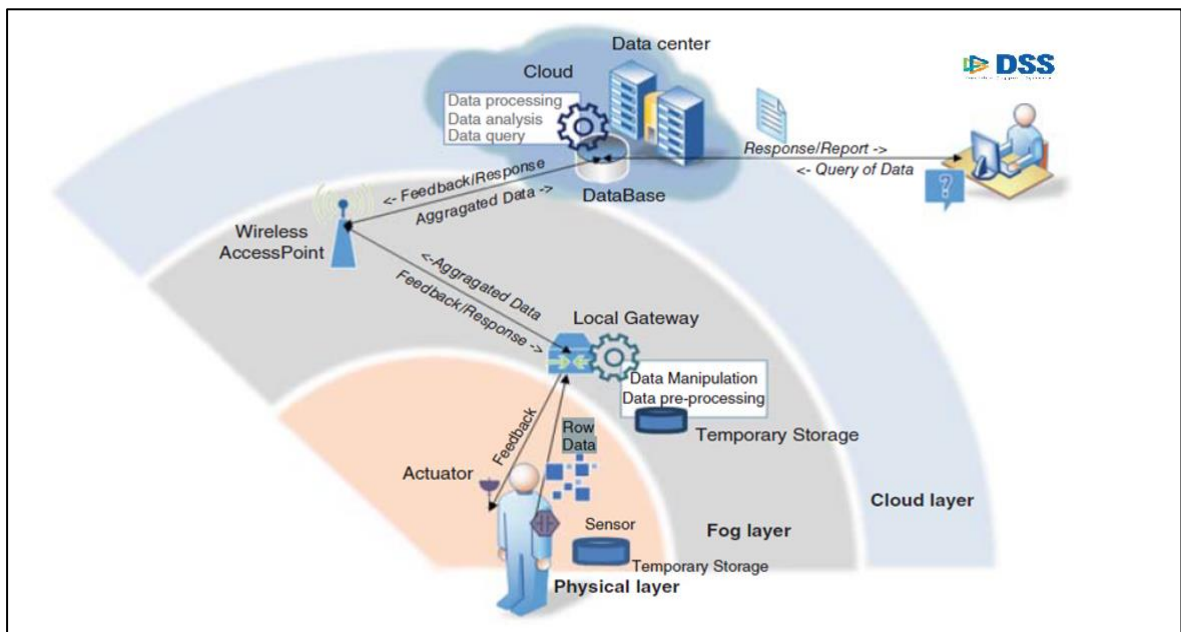 Data center
DSS
Cloud
Data processing
Data analysis
Data query
Response/Report ->
<- Query of Data
?
<- Feedback/Response
Aggragated Data ->
DataBase
Wireless
AccessPoint
<-Aggragated Data
Feedback/Response ->
Local Gateway
Data Manipulation
Data pre-processing
Temporary Storage
Feedback
Row
Data
Actuator
Sensor
Temporary Storage
Physical layer
Fog layer
Cloud layer